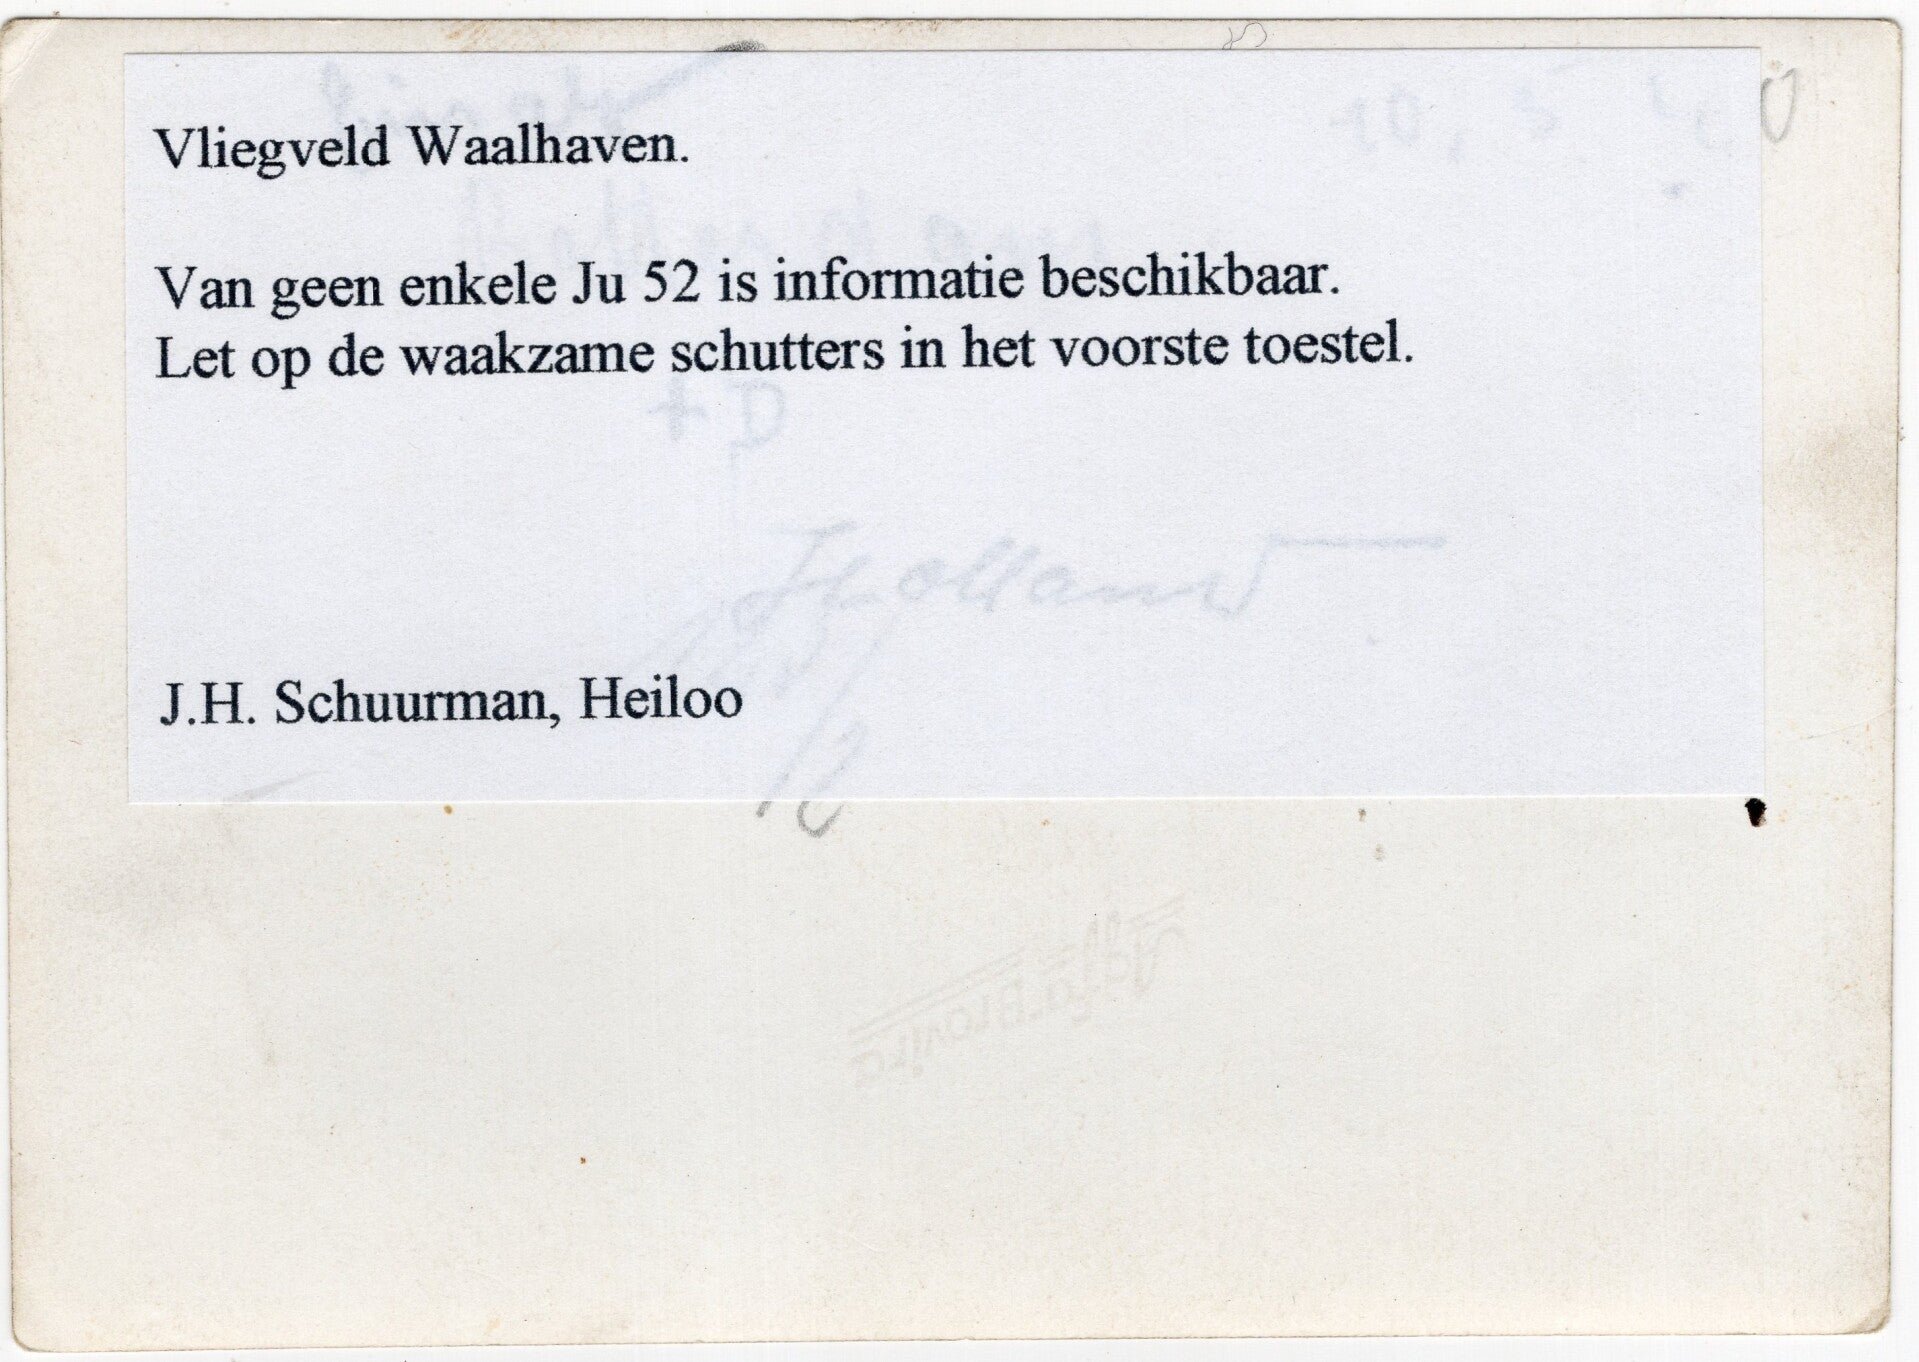 Vliegveld Waalhaven.
Van geen enkele Ju 52 is informatie beschikbaar.
Let op de waakzame schutters in het voorste toestel.
Holland
J.H. Schuurman, Heiloo